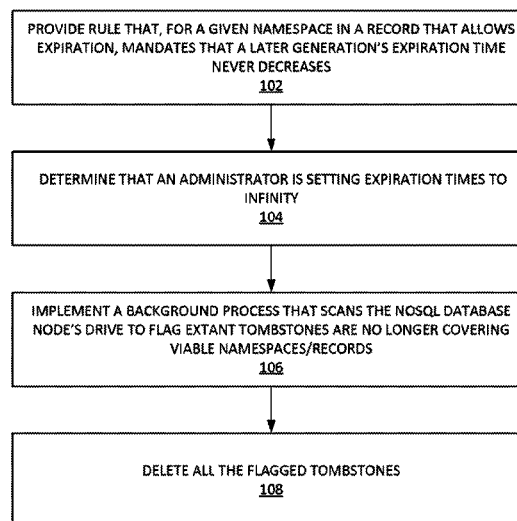 PROVIDE RULE THAT, FOR A GIVEN NAMESPACE IN A RECORD THAT ALLOWS
EXPIRATION, MANDATES THAT A LATER GENERATION'S EXPIRATION TIME
NEVER DECREASES
102
DETERMINE THAT AN ADMINISTRATOR IS SETTING EXPIRATION TIMES TO
INFINITY
104
IMPLEMENT A BACKGROUND PROCESS THAT SCANS THE NOSQL DATABASE
NODE'S DRIVE TO FLAG EXTANT TOMBSTONES ARE NO LONGER COVERING
VIABLE NAMESPACES/RECORDS
106
DELETE ALL THE FLAGGED TOMBSTONES
108